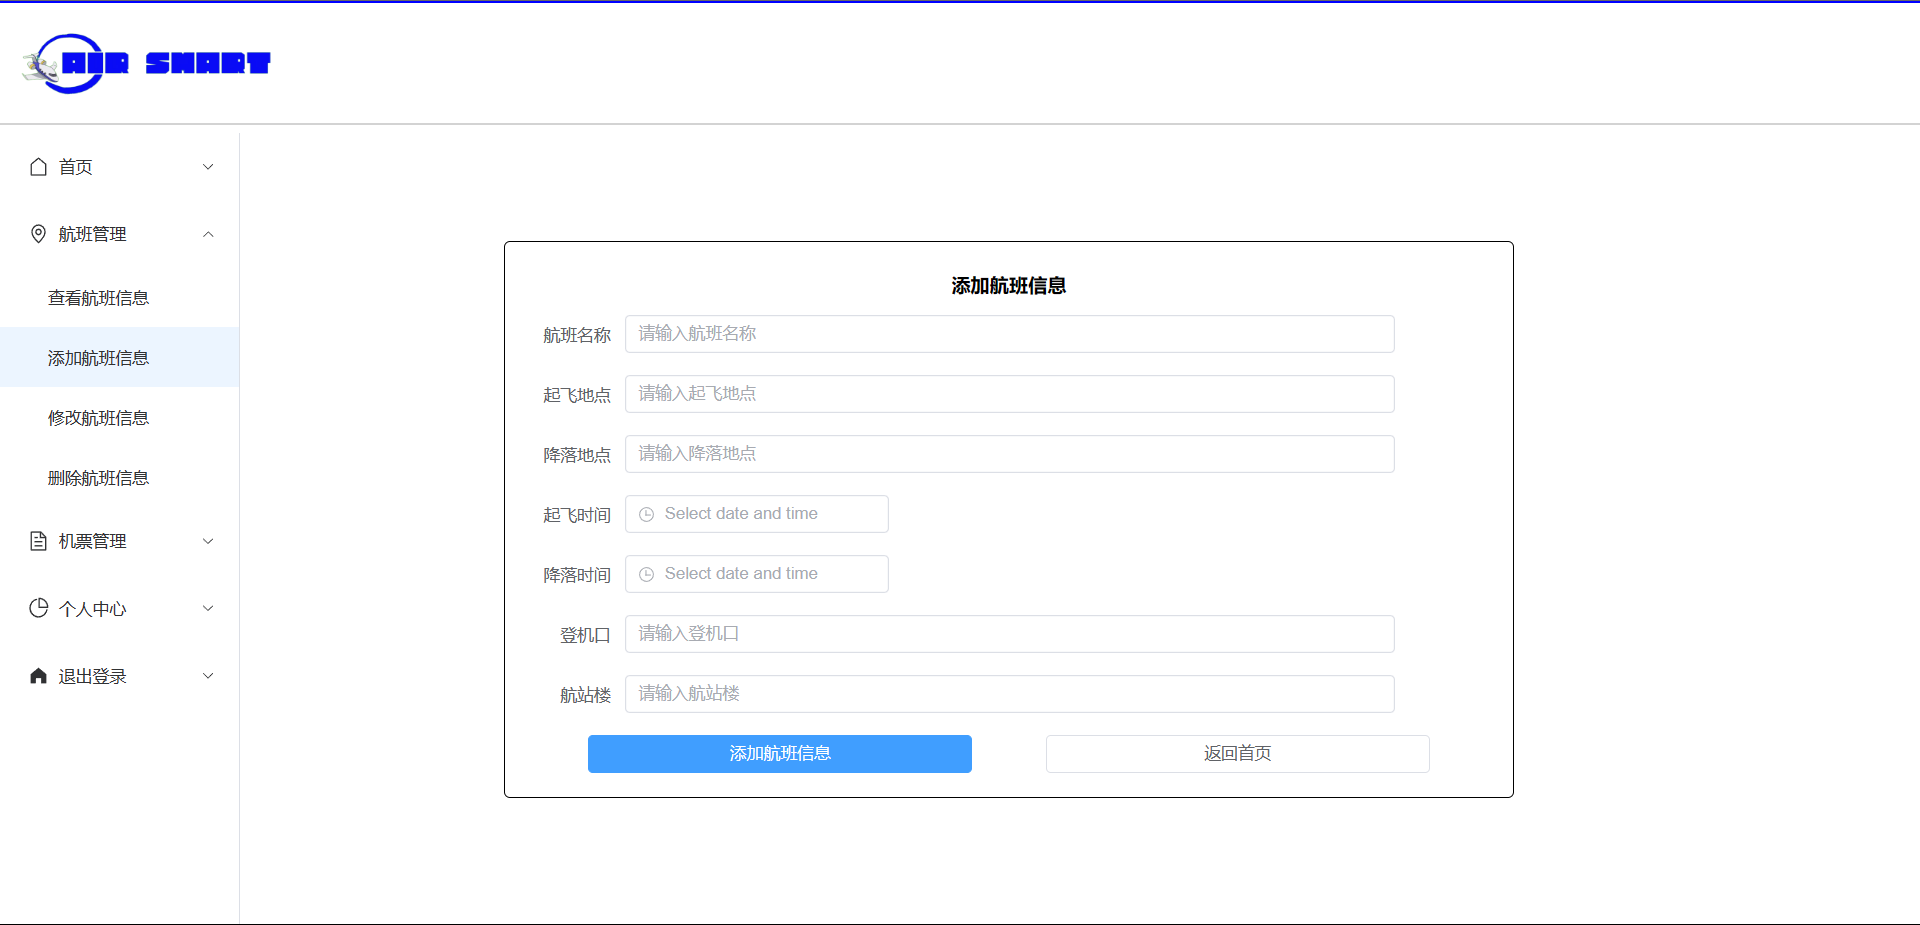 AIR SMART
首页
航班管理
查看航班信息
添加航班信息
修改航班信息
删除航班信息
机票管理
个人中心
退出登录
添加航班信息
航班名称 请输入航班名称
起飞地点 请输入起飞地点
降落地点 请输入降落地点
起飞时间 Select date and time
降落时间 Select date and time
登机口 请输入登机口
航站楼 请输入航站楼
添加航班信息 返回首页